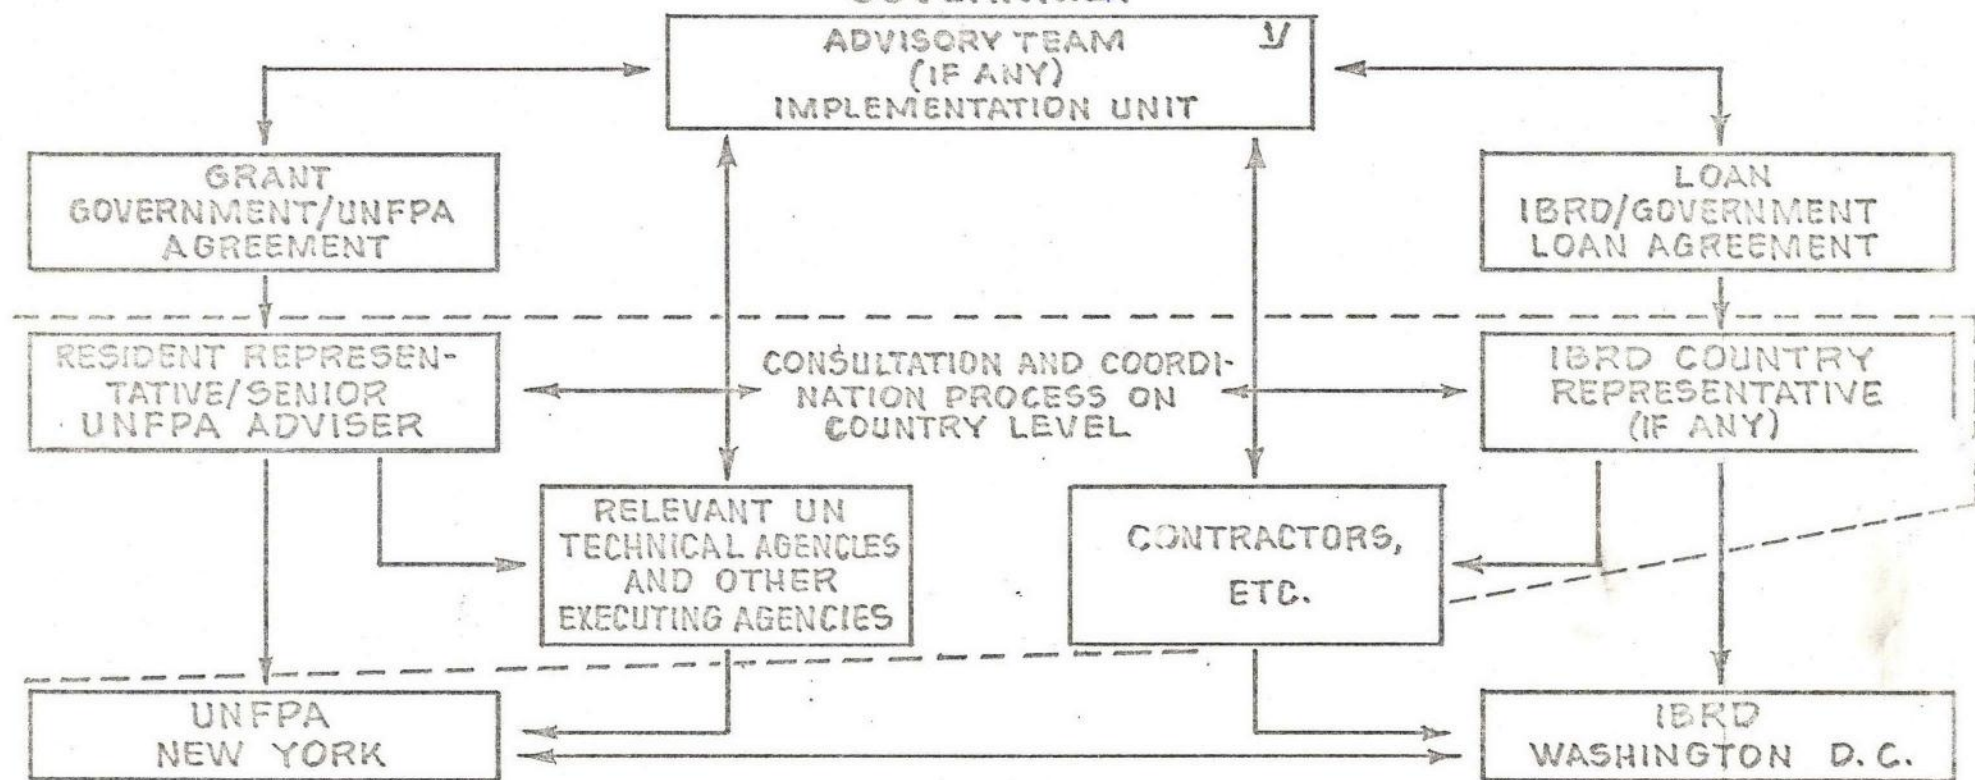 ADVISORY TEAM 1/
(IF ANY)
IMPLEMENTATION UNIT
GRANT
GOVERNMENT/UNFPA
AGREEMENT
LOAN
IBRD/GOVERNMENT
LOAN AGREEMENT
RESIDENT REPRESEN-
TATIVE/SENIOR
UNFPA ADVISER
CONSULTATION AND COORDI-
NATION PROCESS ON
COUNTRY LEVEL
IBRD COUNTRY
REPRESENTATIVE
(IF ANY)
RELEVANT UN
TECHNICAL AGENCIES
AND OTHER
EXECUTING AGENCIES
CONTRACTORS,
ETC.
UNFPA
NEW YORK
IBRD
WASHINGTON D.C.